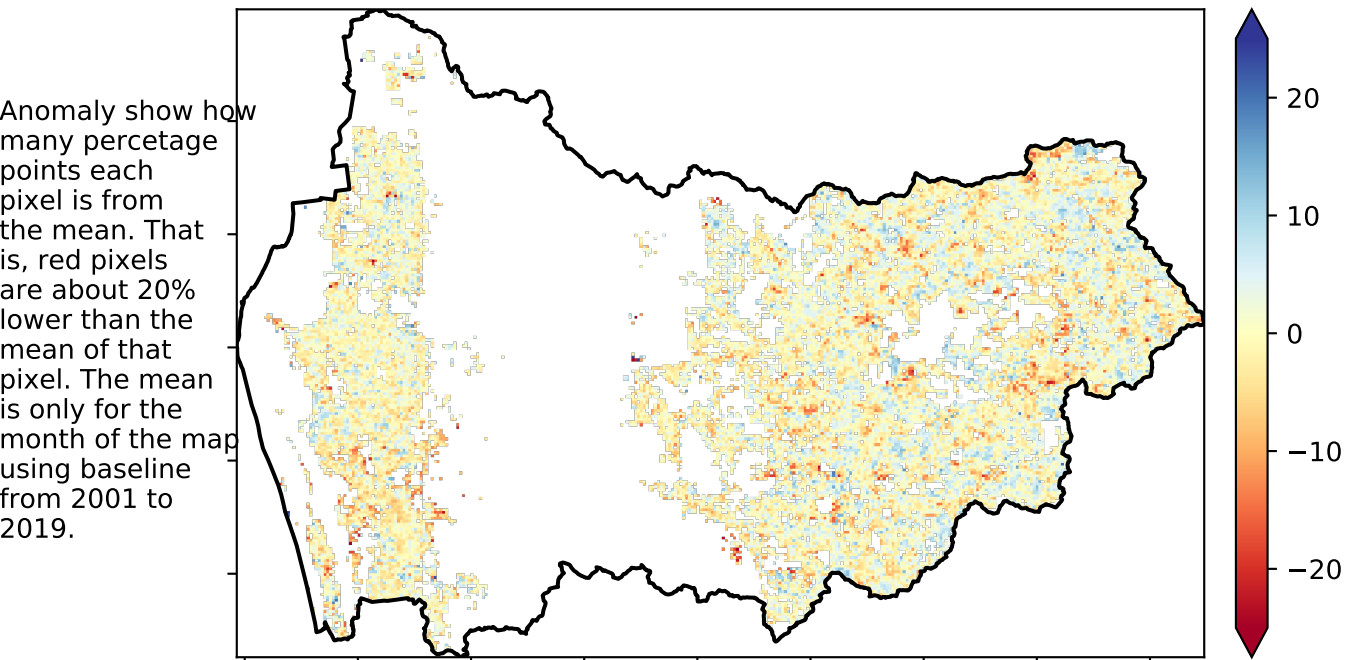 Anomaly show how
many percetage
points each
pixel is from
the mean. That
is, red pixels
are about 20%
lower than the
mean of that
pixel. The mean
is only for the
month of the map
using baseline
from 2001 to
2019.
20
10
0
−10
−20